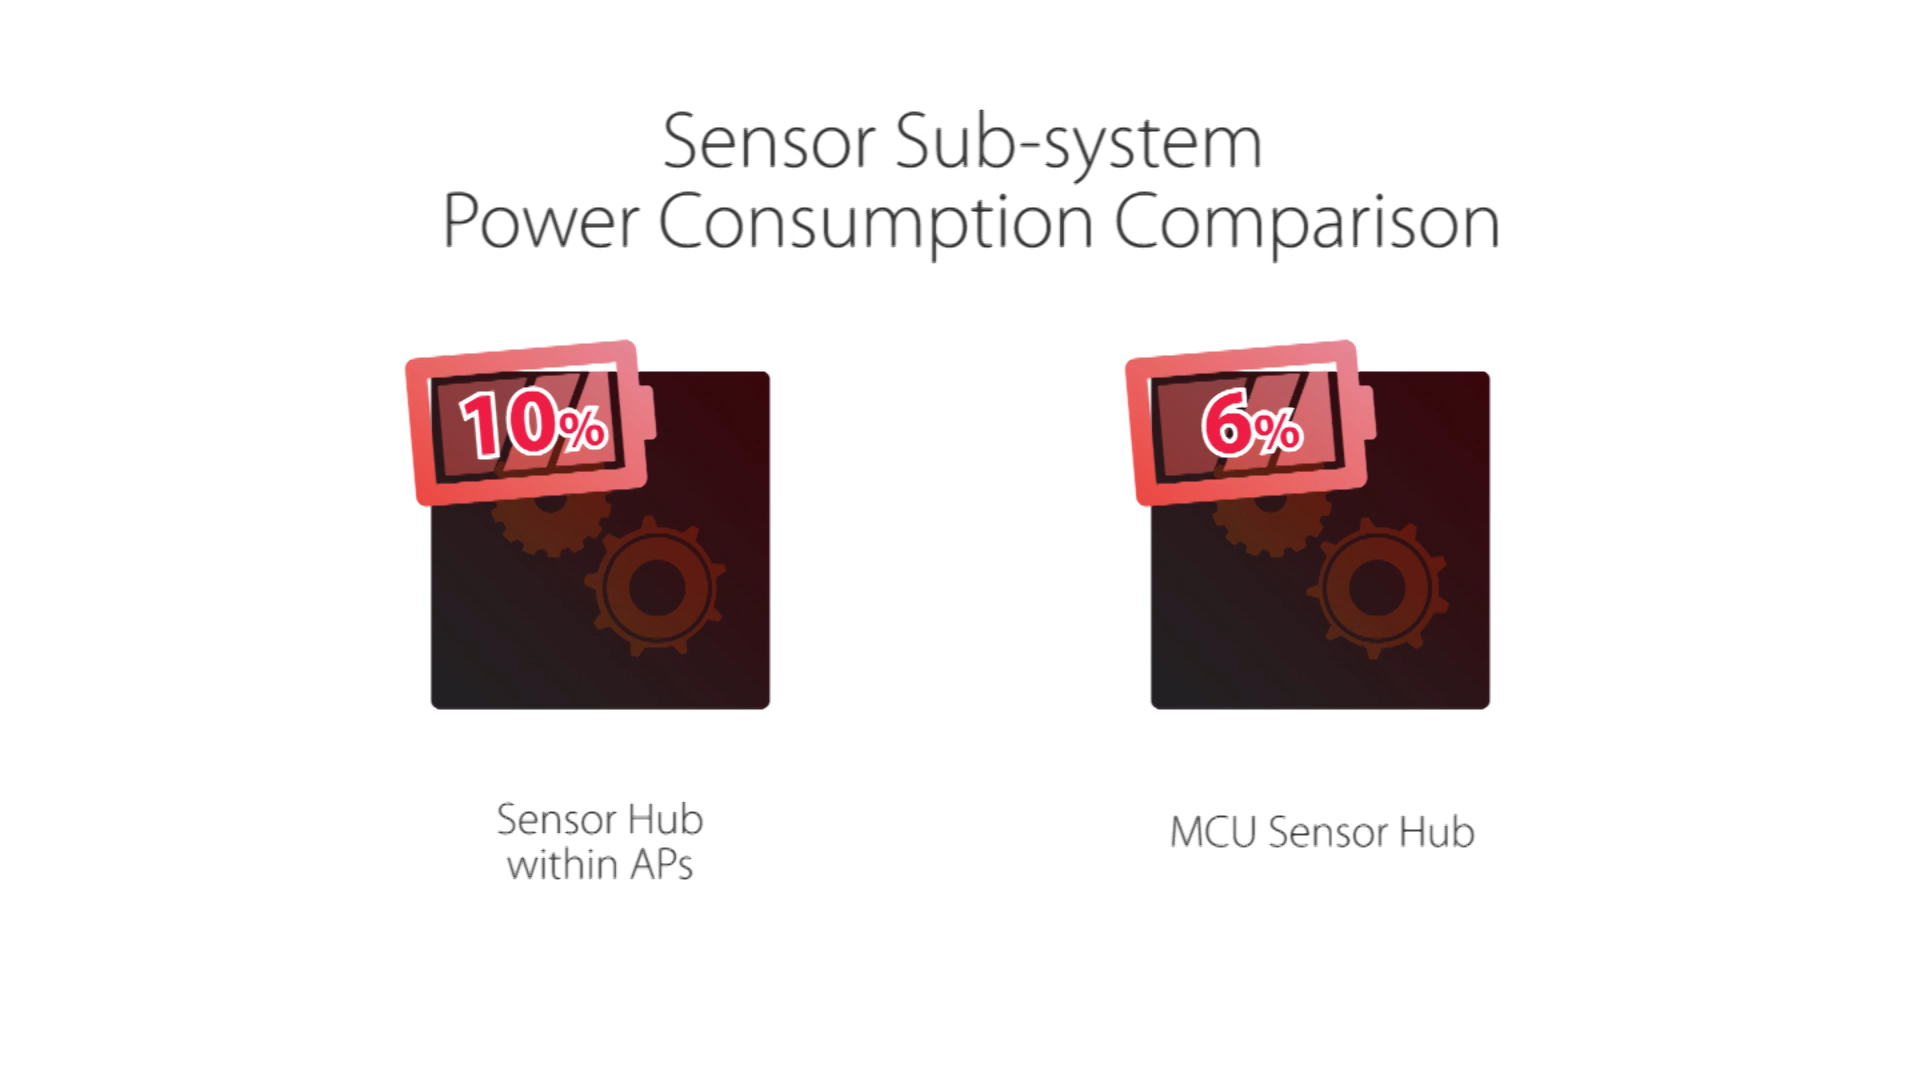 Sensor Sub-system
Power Consumption Comparison
10%
6%
Sensor Hub
within APs
MCU Sensor Hub